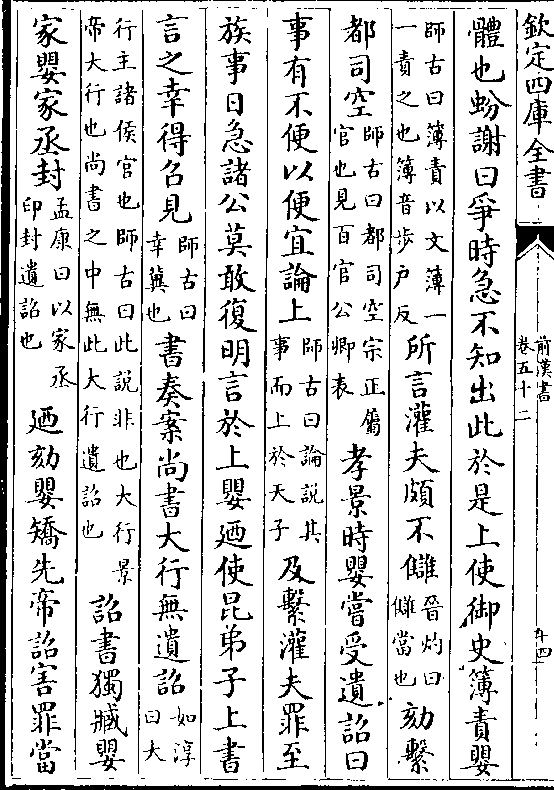 欽定四庫全書
前漢書
卷五十二
體也蚡謝曰爭時急不知出此於是上使御史簿責嬰
師古曰簿責以文簿一
一責之也簿音步戶反
所言灌夫頗不讎
晉灼曰
讎當也
劾繫
都司空
師古曰都司空宗正屬
官也見百官公卿表
孝景時嬰嘗受遺詔曰
事有不便以便宜論上
師古曰論說其
事而上於天子
及繫灌夫罪至
族事日急諸公莫敢復明言於上嬰廼使昆弟子上書
言之幸得召見
師古曰
幸冀也
書奏案尚書大行無遺詔
如淳
曰大
行主諸侯官也師古曰此說非也大行景
帝大行也尚書之中無此大行遺詔也
詔書獨臧嬰
家嬰家丞封
孟康曰以家丞
印封遺詔也
廼劾嬰矯先帝詔害罪當